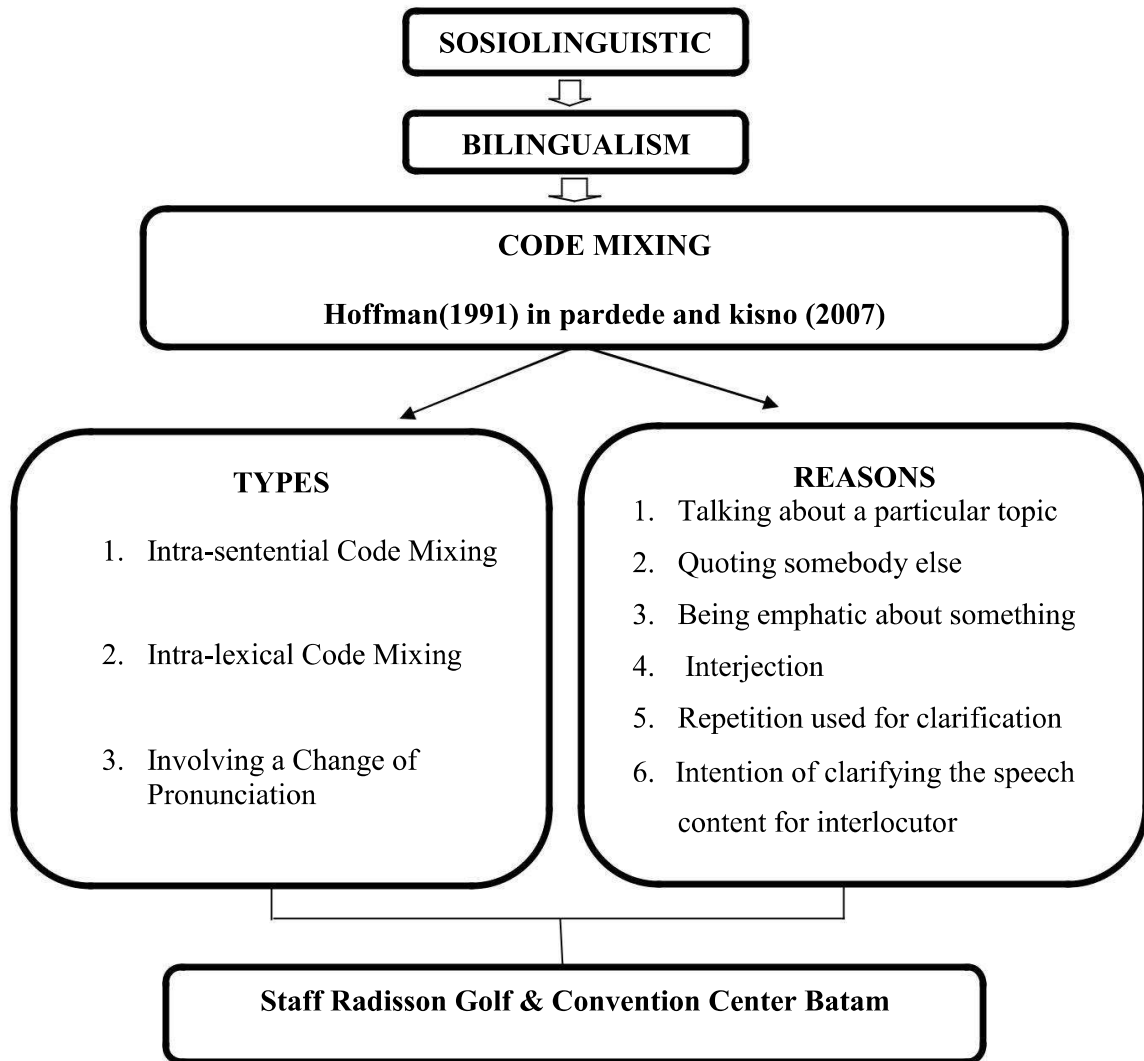 SOSIOLINGUISTIC
BILINGUALISM
CODE MIXING
Hoffman(1991) in pardede and kisno (2007)
TYPES
1. Intra-sentential Code Mixing
2. Intra-lexical Code Mixing
3. Involving a Change of
Pronunciation
REASONS
1. Talking about a particular topic
2. Quoting somebody else
3. Being emphatic about something
4. Interjection
5. Repetition used for clarification
6. Intention of clarifying the speech
content for interlocutor
Staff Radisson Golf & Convention Center Batam